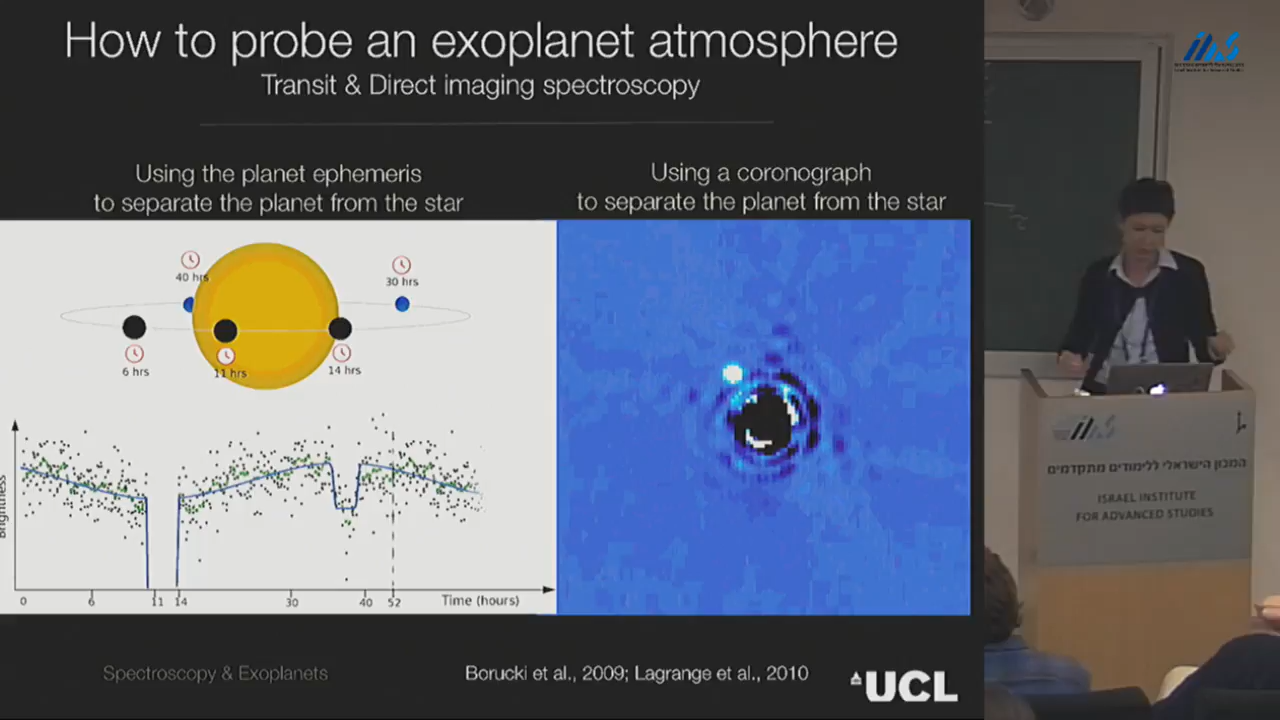 How to probe an exoplanet atmosphere
Transit & Direct imaging spectroscopy
Using the planet ephemeris
to separate the planet from the star
Using a coronograph
to separate the planet from the star
40 hrs
30 hrs
6 hrs
11 hrs
14 hrs
Brightness
0 6 11 14 30 40 52 Time (hours)
Spectroscopy & Exoplanets
Borucki et al., 2009; Lagrange et al., 2010
UCL
IIAS
המכון הישראלי ללימודים מתקדמים
ISRAEL INSTITUTE
FOR ADVANCED STUDIES